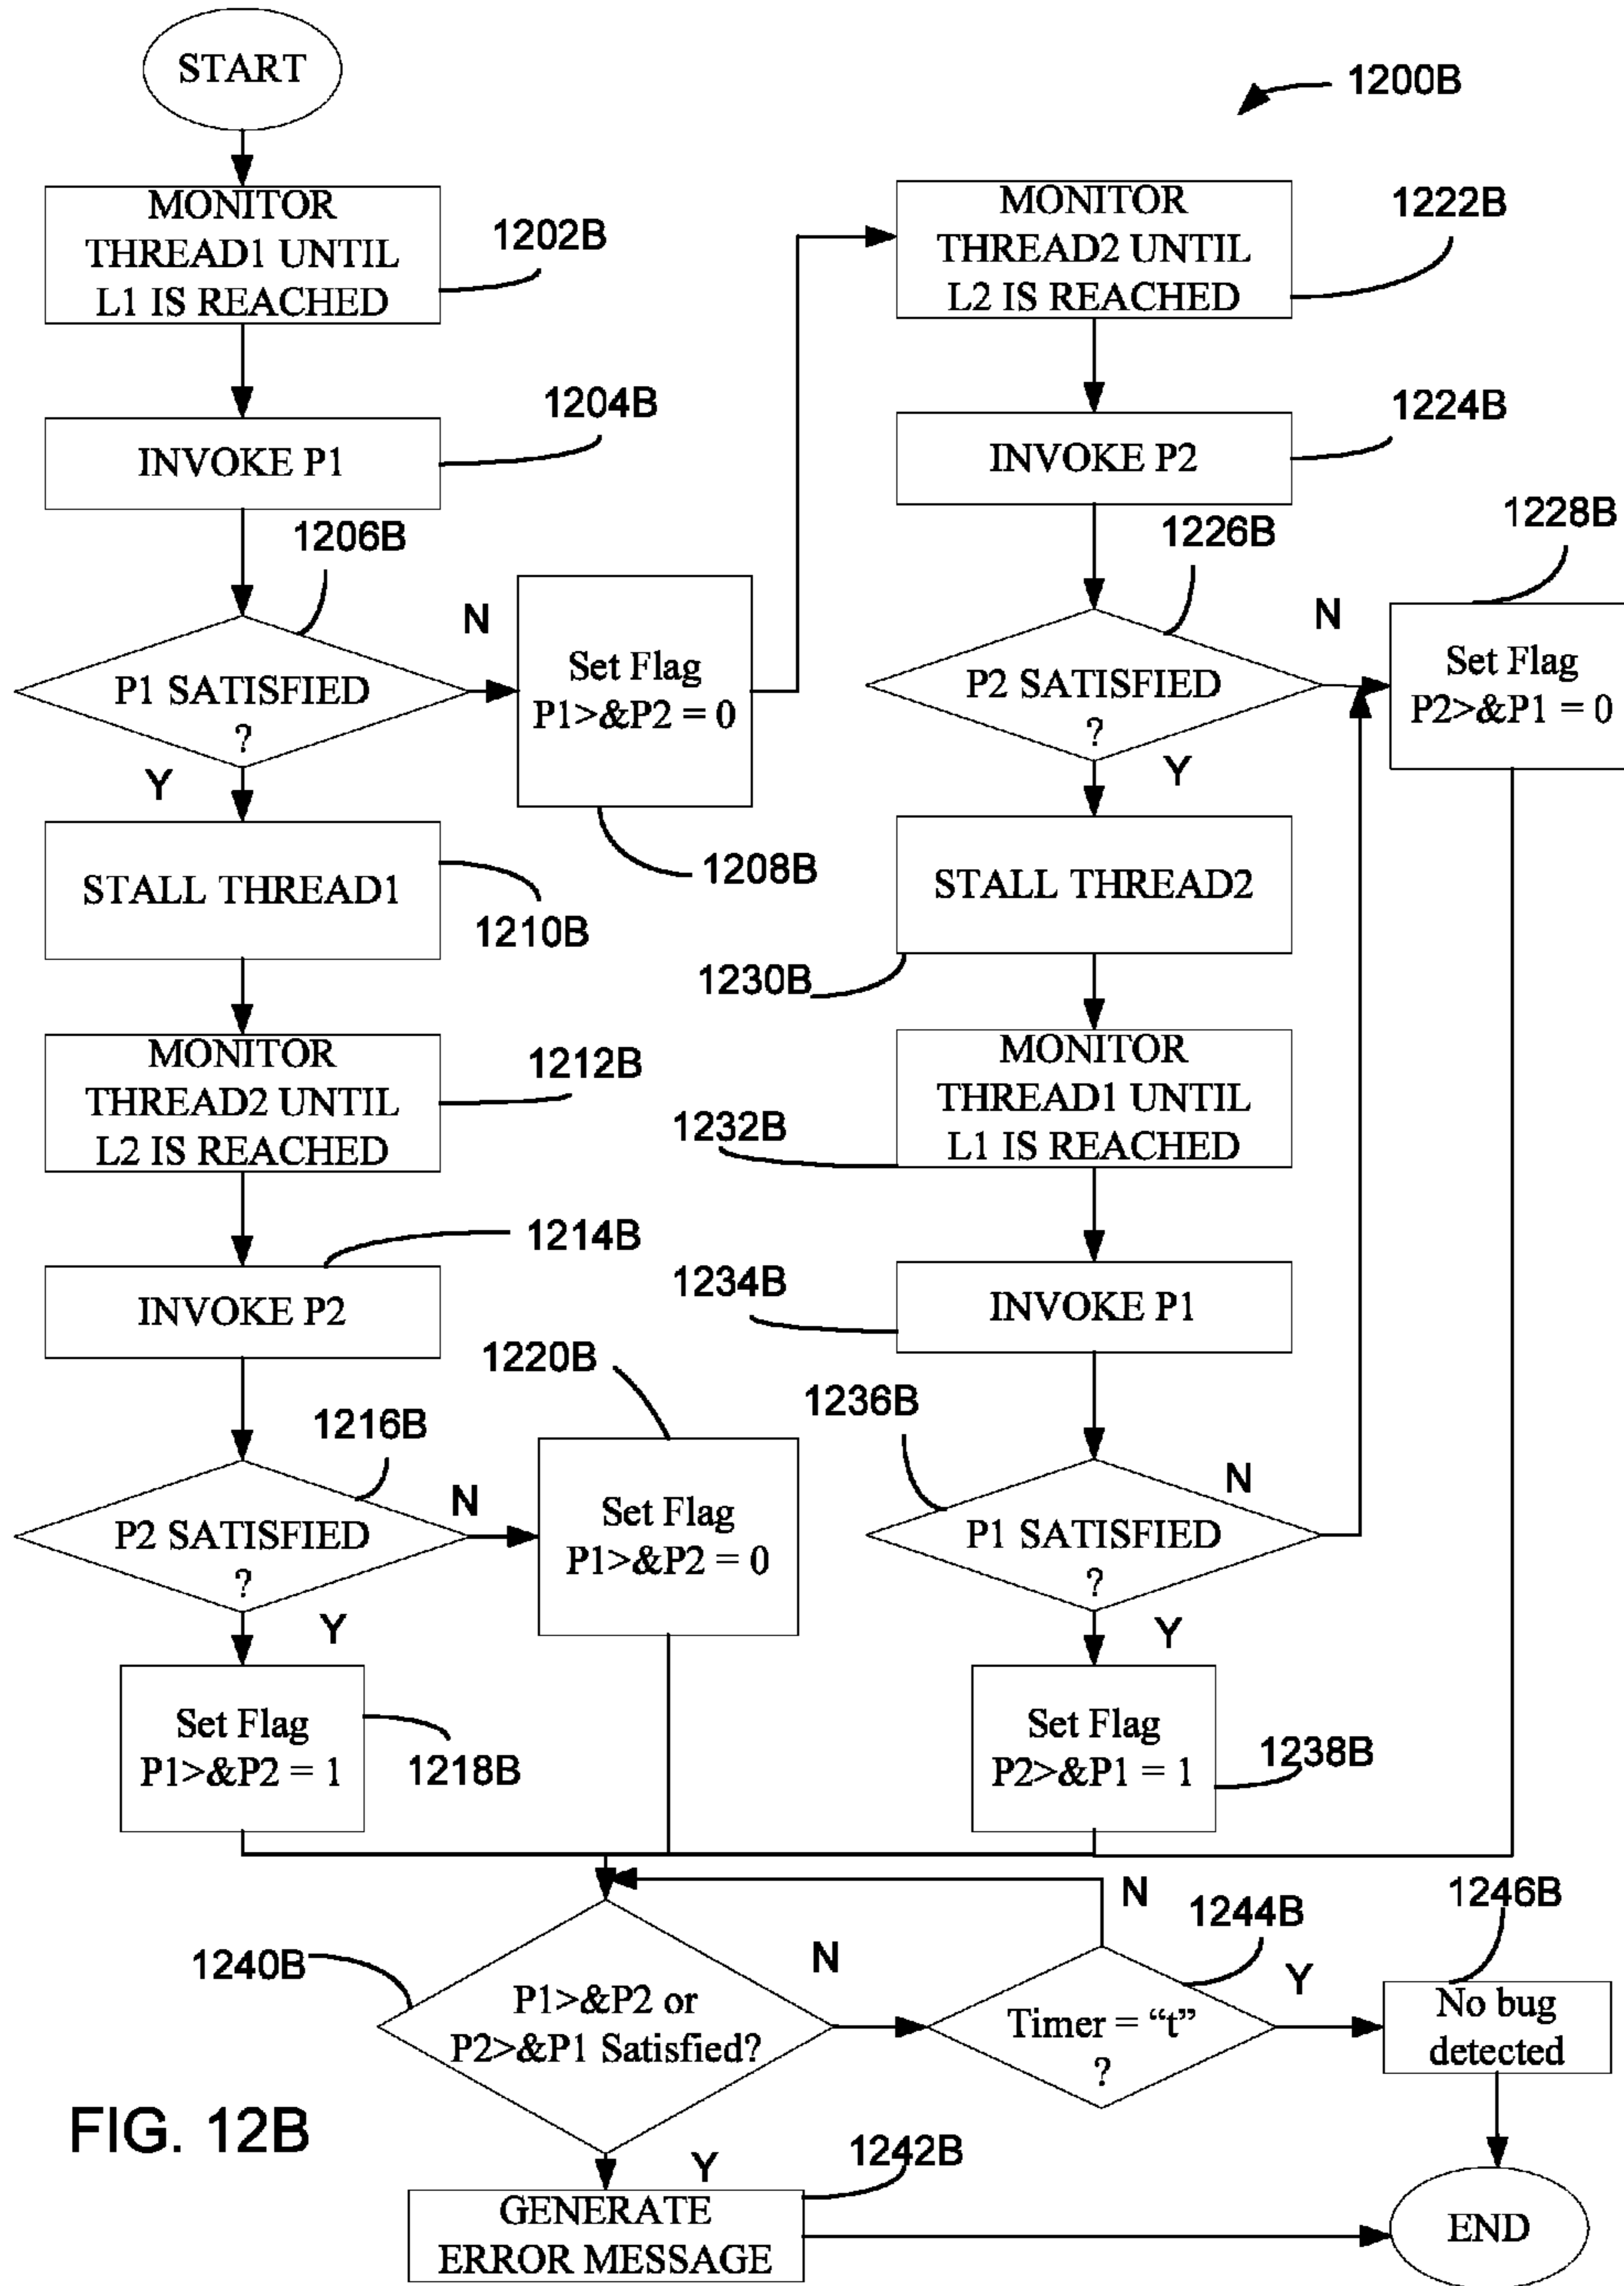 START
1200B
MONITOR
THREAD1 UNTIL
L1 IS REACHED
1202B
MONITOR
THREAD2 UNTIL
L2 IS REACHED
1222B
INVOKE P1
1204B
INVOKE P2
1224B
1206B
P1 SATISFIED
?
N
Y
Set Flag
P1>&P2 = 0
1208B
1226B
P2 SATISFIED
?
N
Y
1228B
Set Flag
P2>&P1 = 0
STALL THREAD1
1210B
STALL THREAD2
1230B
MONITOR
THREAD2 UNTIL
L2 IS REACHED
1212B
MONITOR
THREAD1 UNTIL
L1 IS REACHED
1232B
INVOKE P2
1214B
INVOKE P1
1234B
1216B
P2 SATISFIED
?
N
Y
1220B
Set Flag
P1>&P2 = 0
1236B
P1 SATISFIED
?
N
Y
Set Flag
P1>&P2 = 1
1218B
Set Flag
P2>&P1 = 1
1238B
1240B
P1>&P2 or
P2>&P1 Satisfied?
N
Y
N
1244B
Timer = “t”
?
Y
1246B
No bug
detected
FIG. 12B
1242B
GENERATE
ERROR MESSAGE
END